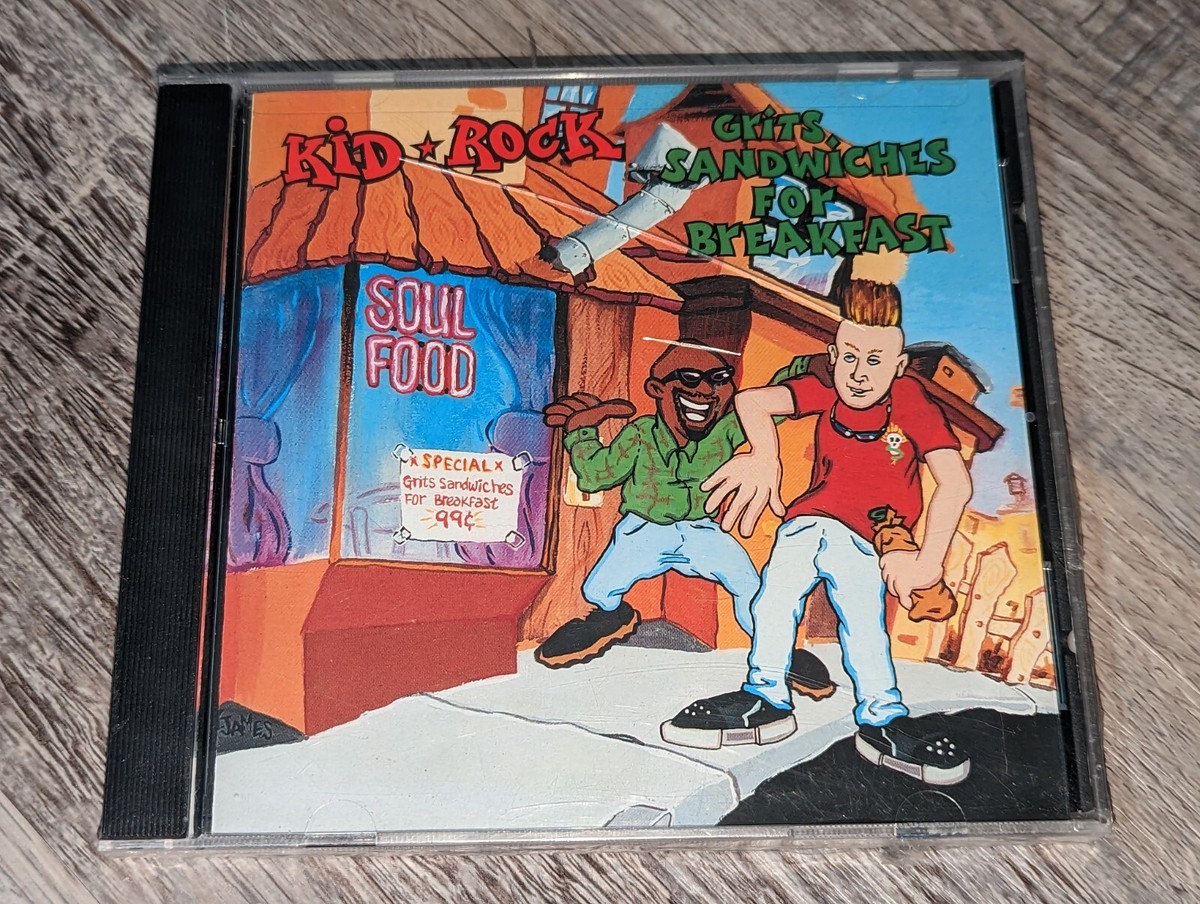 KiD ★ ROCK
GriTS
SANDWiCHES
FOr
BrEAKFAST
SOUL
FOOD
x SPECIAL x
Grits Sandwiches
For Breakfast
99¢
JAMES